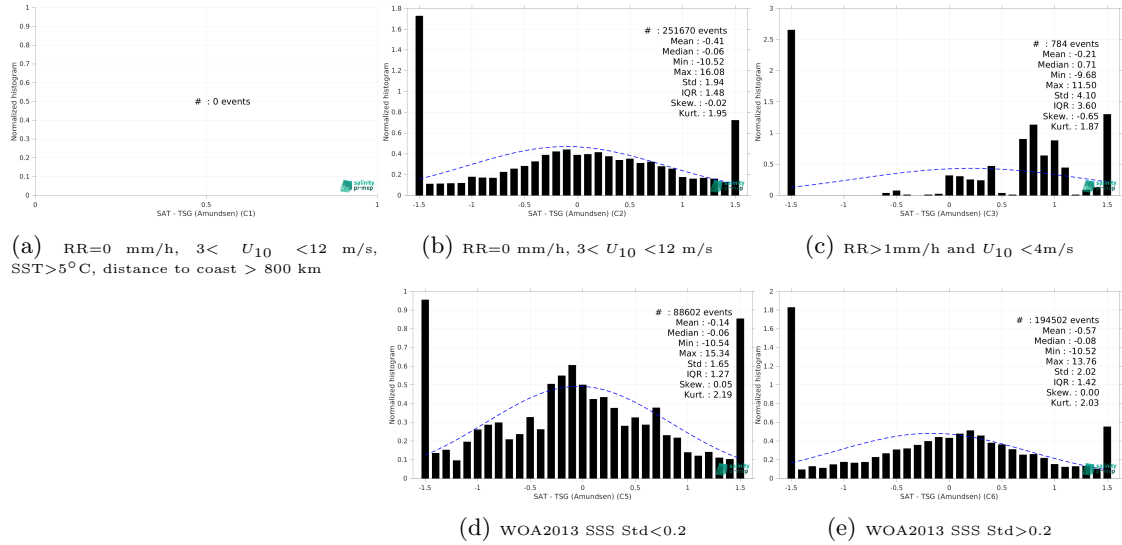 1
0.9
0.8
0.7
0.6
0.5
0.4
0.3
0.2
0.1
0
Normalized histogram
# : 0 events
0
0.5
1
SAT - TSG (Amundsen) (C1)
salinity
pi-mep
(a) RR=0 mm/h, 3< U10 <12 m/s,
SST>5°C, distance to coast > 800 km
1.8
1.6
1.4
1.2
1
0.8
0.6
0.4
0.2
0
Normalized histogram
# : 251670 events
Mean : -0.41
Median : -0.06
Min : -10.52
Max : 16.08
Std : 1.94
IQR : 1.48
Skew. : -0.02
Kurt. : 1.95
-1.5
-1
-0.5
0
0.5
1
1.5
SAT - TSG (Amundsen) (C2)
(b) RR=0 mm/h, 3< U10 <12 m/s
3
2.5
2
1.5
1
0.5
0
Normalized histogram
# : 784 events
Mean : -0.21
Median : 0.71
Min : -9.68
Max : 11.50
Std : 4.10
IQR : 3.60
Skew. : -0.65
Kurt. : 1.87
-1.5
-1
-0.5
0
0.5
1
1.5
SAT - TSG (Amundsen) (C3)
(c) RR>1mm/h and U10 <4m/s
1
0.9
0.8
0.7
0.6
0.5
0.4
0.3
0.2
0.1
0
Normalized histogram
# : 88602 events
Mean : -0.14
Median : -0.06
Min : -10.54
Max : 15.34
Std : 1.65
IQR : 1.27
Skew. : 0.05
Kurt. : 2.19
-1.5
-1
-0.5
0
0.5
1
1.5
SAT - TSG (Amundsen) (C5)
(d) WOA2013 SSS Std<0.2
2
1.8
1.6
1.4
1.2
1
0.8
0.6
0.4
0.2
0
Normalized histogram
# : 194502 events
Mean : -0.57
Median : -0.08
Min : -10.52
Max : 13.76
Std : 2.02
IQR : 1.42
Skew. : 0.00
Kurt. : 2.03
-1.5
-1
-0.5
0
0.5
1
1.5
SAT - TSG (Amundsen) (C6)
(e) WOA2013 SSS Std>0.2